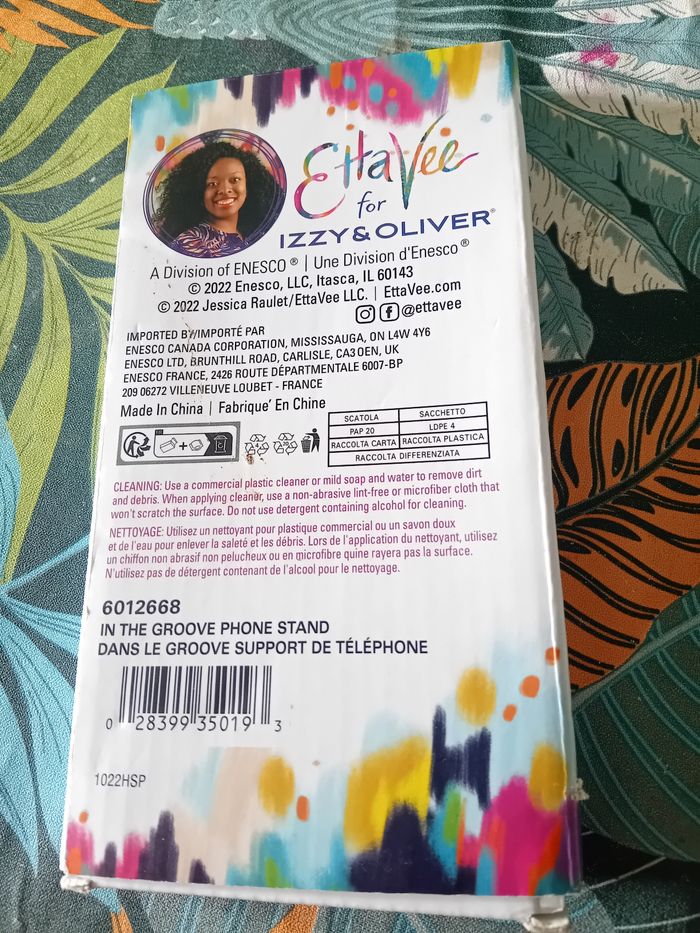 EttaVee
for
IZZY & OLIVER®
A Division of ENESCO® | Une Division d'Enesco®
© 2022 Enesco, LLC, Itasca, IL 60143
© 2022 Jessica Raulet/EttaVee LLC. | EttaVee.com
@ettavee
IMPORTED BY/IMPORTÉ PAR
ENESCO CANADA CORPORATION, MISSISSAUGA, ON L4W 4Y6
ENESCO LTD, BRUNTHILL ROAD, CARLISLE, CA3 0EN, UK
ENESCO FRANCE, 2426 ROUTE DÉPARTMENTALE 6007-BP
209 06272 VILLENEUVE LOUBET - FRANCE
Made In China | Fabrique' En Chine
SCATOLA SACCHETTO
PAP 20 LDPE 4
RACCOLTA CARTA RACCOLTA PLASTICA
RACCOLTA DIFFERENZIATA
CLEANING: Use a commercial plastic cleaner or mild soap and water to remove dirt
and debris. When applying cleaner, use a non-abrasive lint-free or microfiber cloth that
won't scratch the surface. Do not use detergent containing alcohol for cleaning.
NETTOYAGE: Utilisez un nettoyant pour plastique commercial ou un savon doux
et de l'eau pour enlever la saleté et les débris. Lors de l'application du nettoyant, utilisez
un chiffon non abrasif non pelucheux ou en microfibre quine rayera pas la surface.
N'utilisez pas de détergent contenant de l'alcool pour le nettoyage.
6012668
IN THE GROOVE PHONE STAND
DANS LE GROOVE SUPPORT DE TÉLÉPHONE
0 28399 35019 3
1022HSP